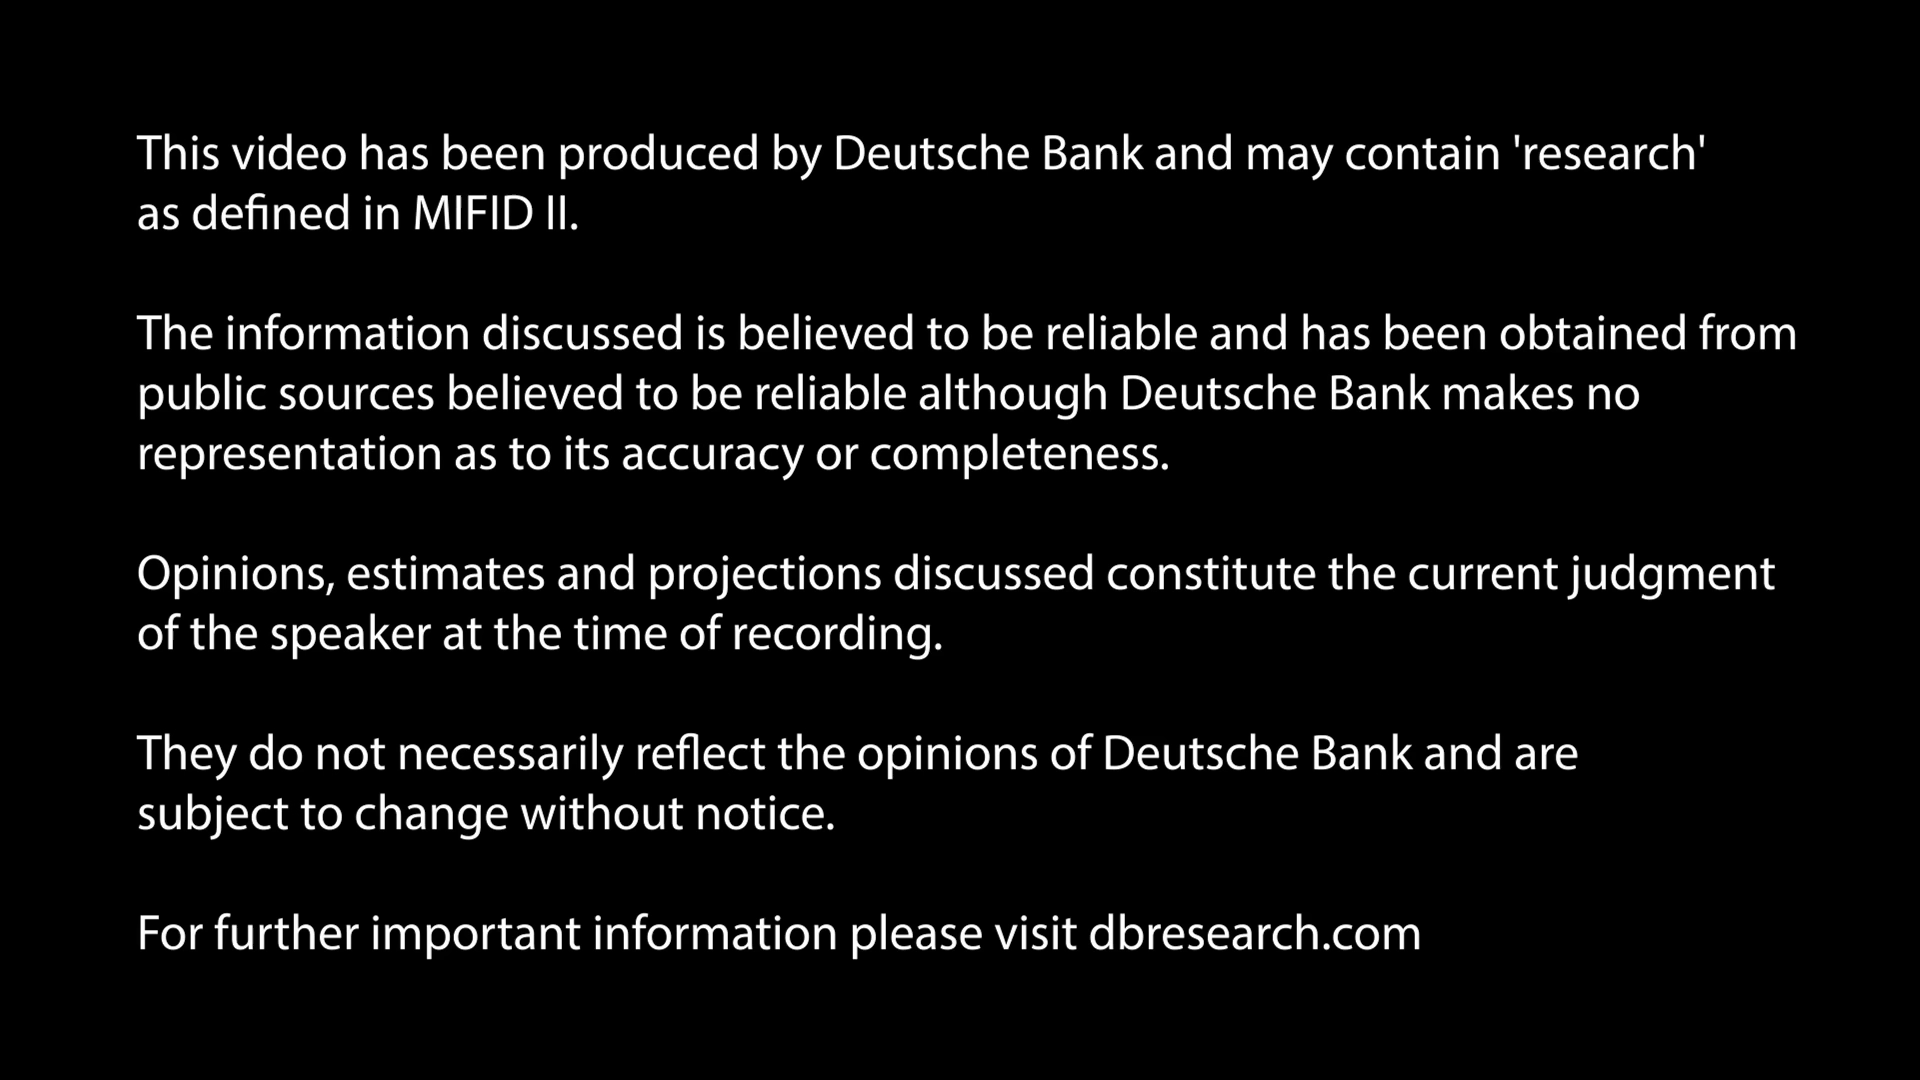 This video has been produced by Deutsche Bank and may contain 'research'
as defined in MIFID II.
The information discussed is believed to be reliable and has been obtained from
public sources believed to be reliable although Deutsche Bank makes no
representation as to its accuracy or completeness.
Opinions, estimates and projections discussed constitute the current judgment
of the speaker at the time of recording.
They do not necessarily reflect the opinions of Deutsche Bank and are
subject to change without notice.
For further important information please visit dbresearch.com